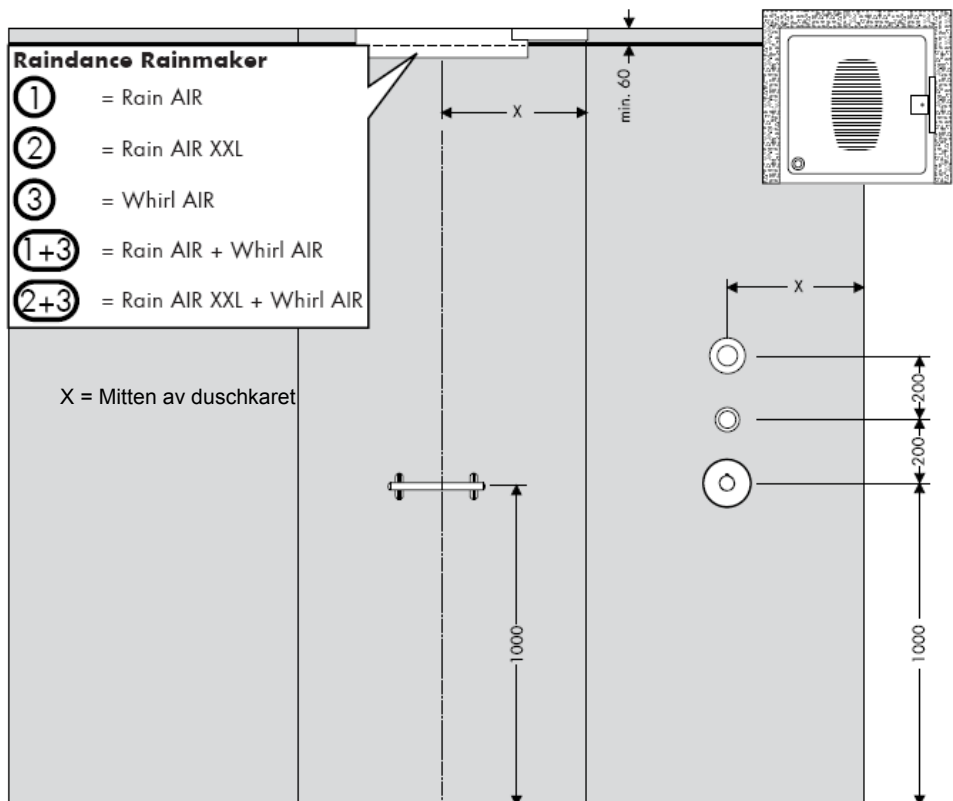 Raindance Rainmaker
1 = Rain AIR
2 = Rain AIR XXL
3 = Whirl AIR
1+3 = Rain AIR + Whirl AIR
2+3 = Rain AIR XXL + Whirl AIR
X = Mitten av duschkaret
X
min. 60
X
200
200
1000
1000